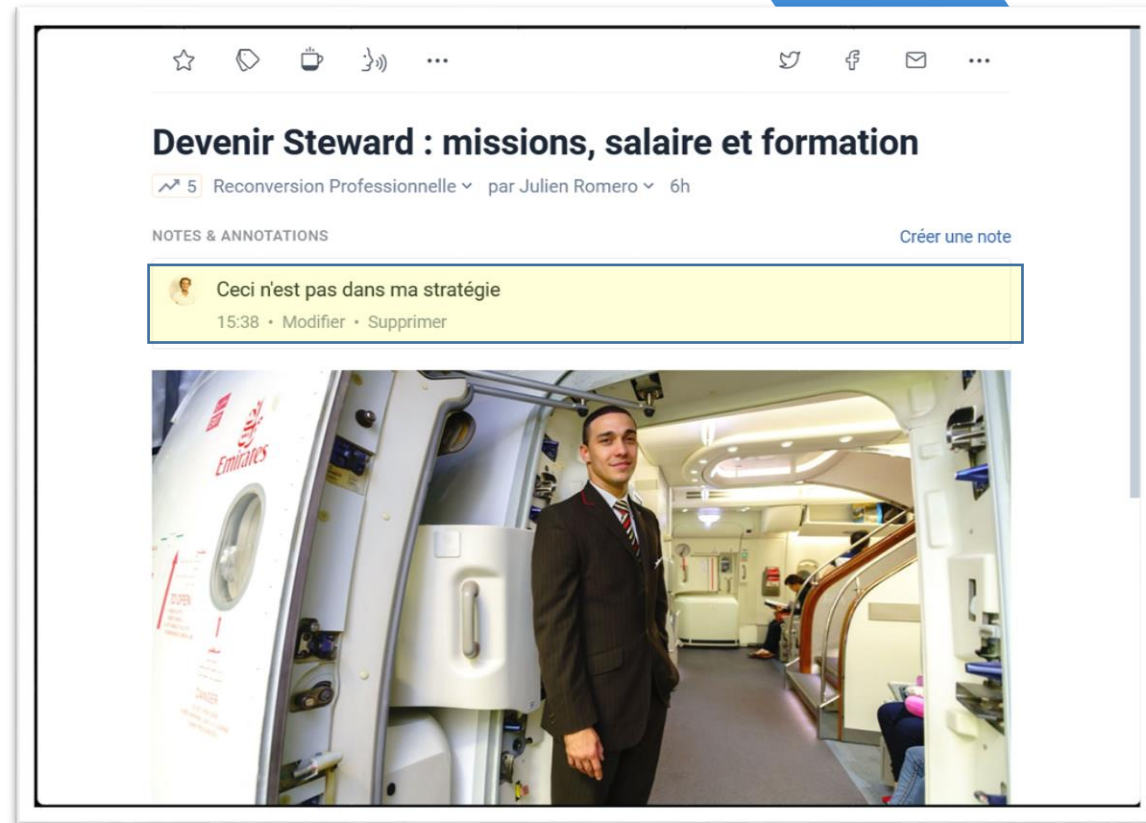 Devenir Steward : missions, salaire et formation
5 Reconversion Professionnelle par Julien Romero 6h
NOTES & ANNOTATIONS
Créer une note
Ceci n'est pas dans ma stratégie
15:38 • Modifier • Supprimer
Emirates
TO OPEN
DANGER